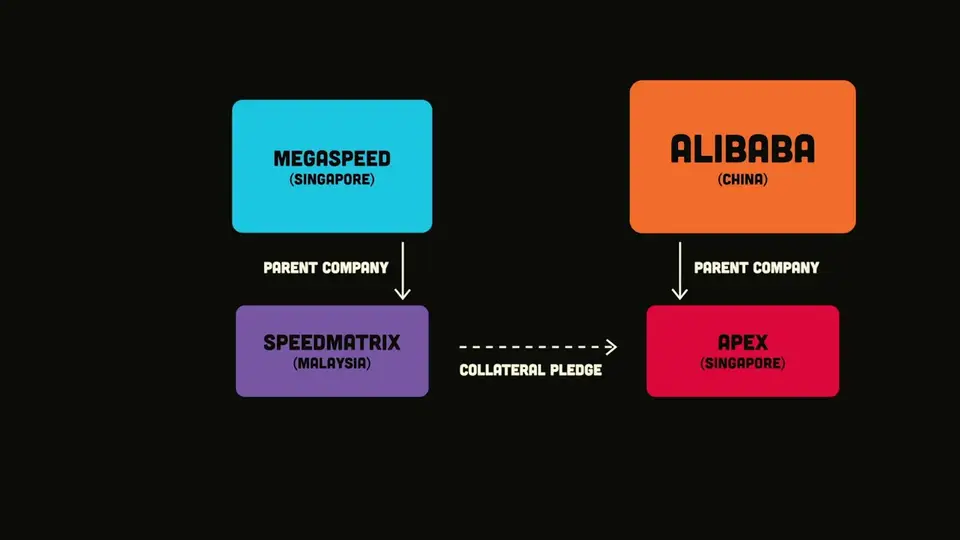 MEGASPEED
(SINGAPORE)
ALIBABA
(CHINA)
PARENT COMPANY
PARENT COMPANY
SPEEDMATRIX
(MALAYSIA)
COLLATERAL PLEDGE
APEX
(SINGAPORE)